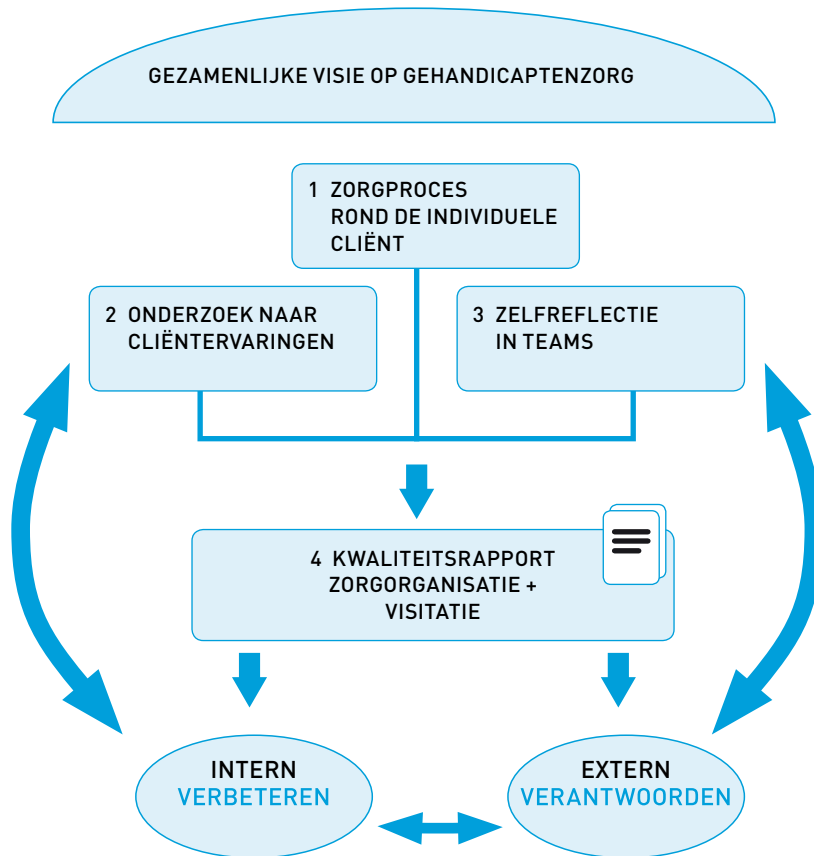 GEZAMENLIJKE VISIE OP GEHANDICAPTENZORG
1 ZORGPROCES
ROND DE INDIVIDUELE
CLIËNT
2 ONDERZOEK NAAR
CLIËNTERVARINGEN
3 ZELFREFLECTIE
IN TEAMS
4 KWALITEITSRAPPORT
ZORGORGANISATIE +
VISITATIE
INTERN
VERBETEREN
EXTERN
VERANTWOORDEN